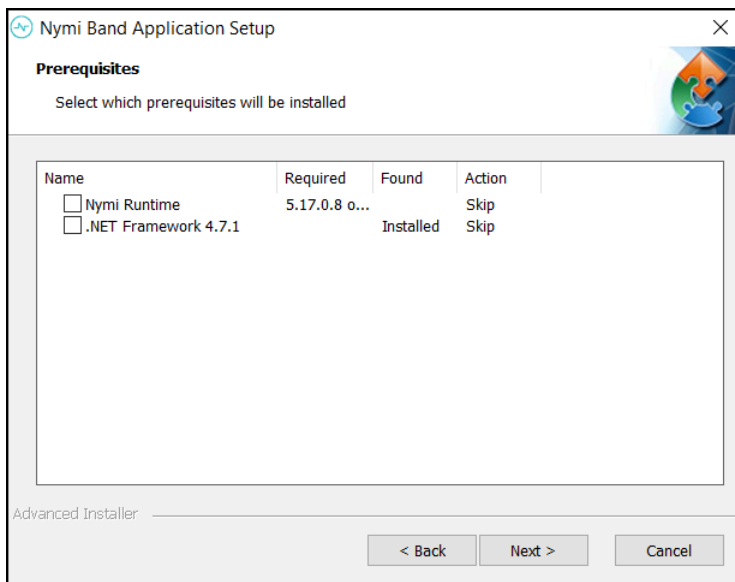 Nymi Band Application Setup
Prerequisites
Select which prerequisites will be installed
Name Required Found Action
Nymi Runtime 5.17.0.8 o... Skip
.NET Framework 4.7.1 Installed Skip
Advanced Installer
< Back Next > Cancel